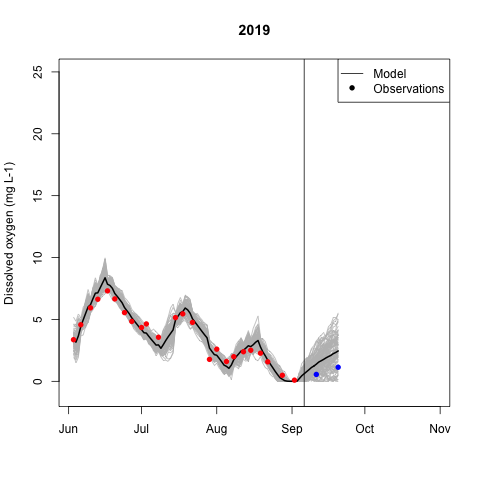 2019
Dissolved oxygen (mg L-1)
25
20
15
10
5
0
Jun Jul Aug Sep Oct Nov
Model
Observations